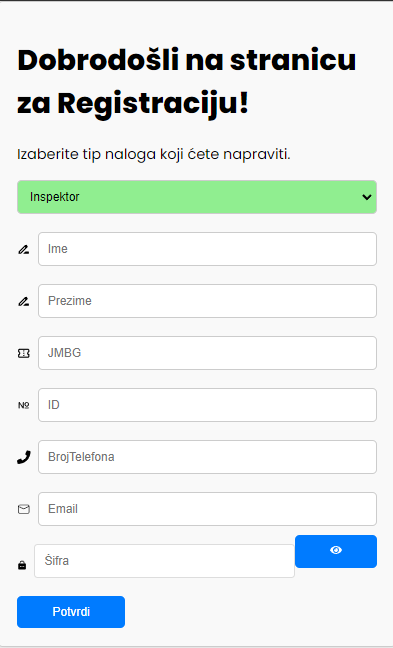 Dobrodošli na stranicu
za Registraciju!
Izaberite tip naloga koji ćete napraviti.
Inspektor
Ime
Prezime
JMBG
№ ID
BrojTelefona
Email
Šifra
Potvrdi